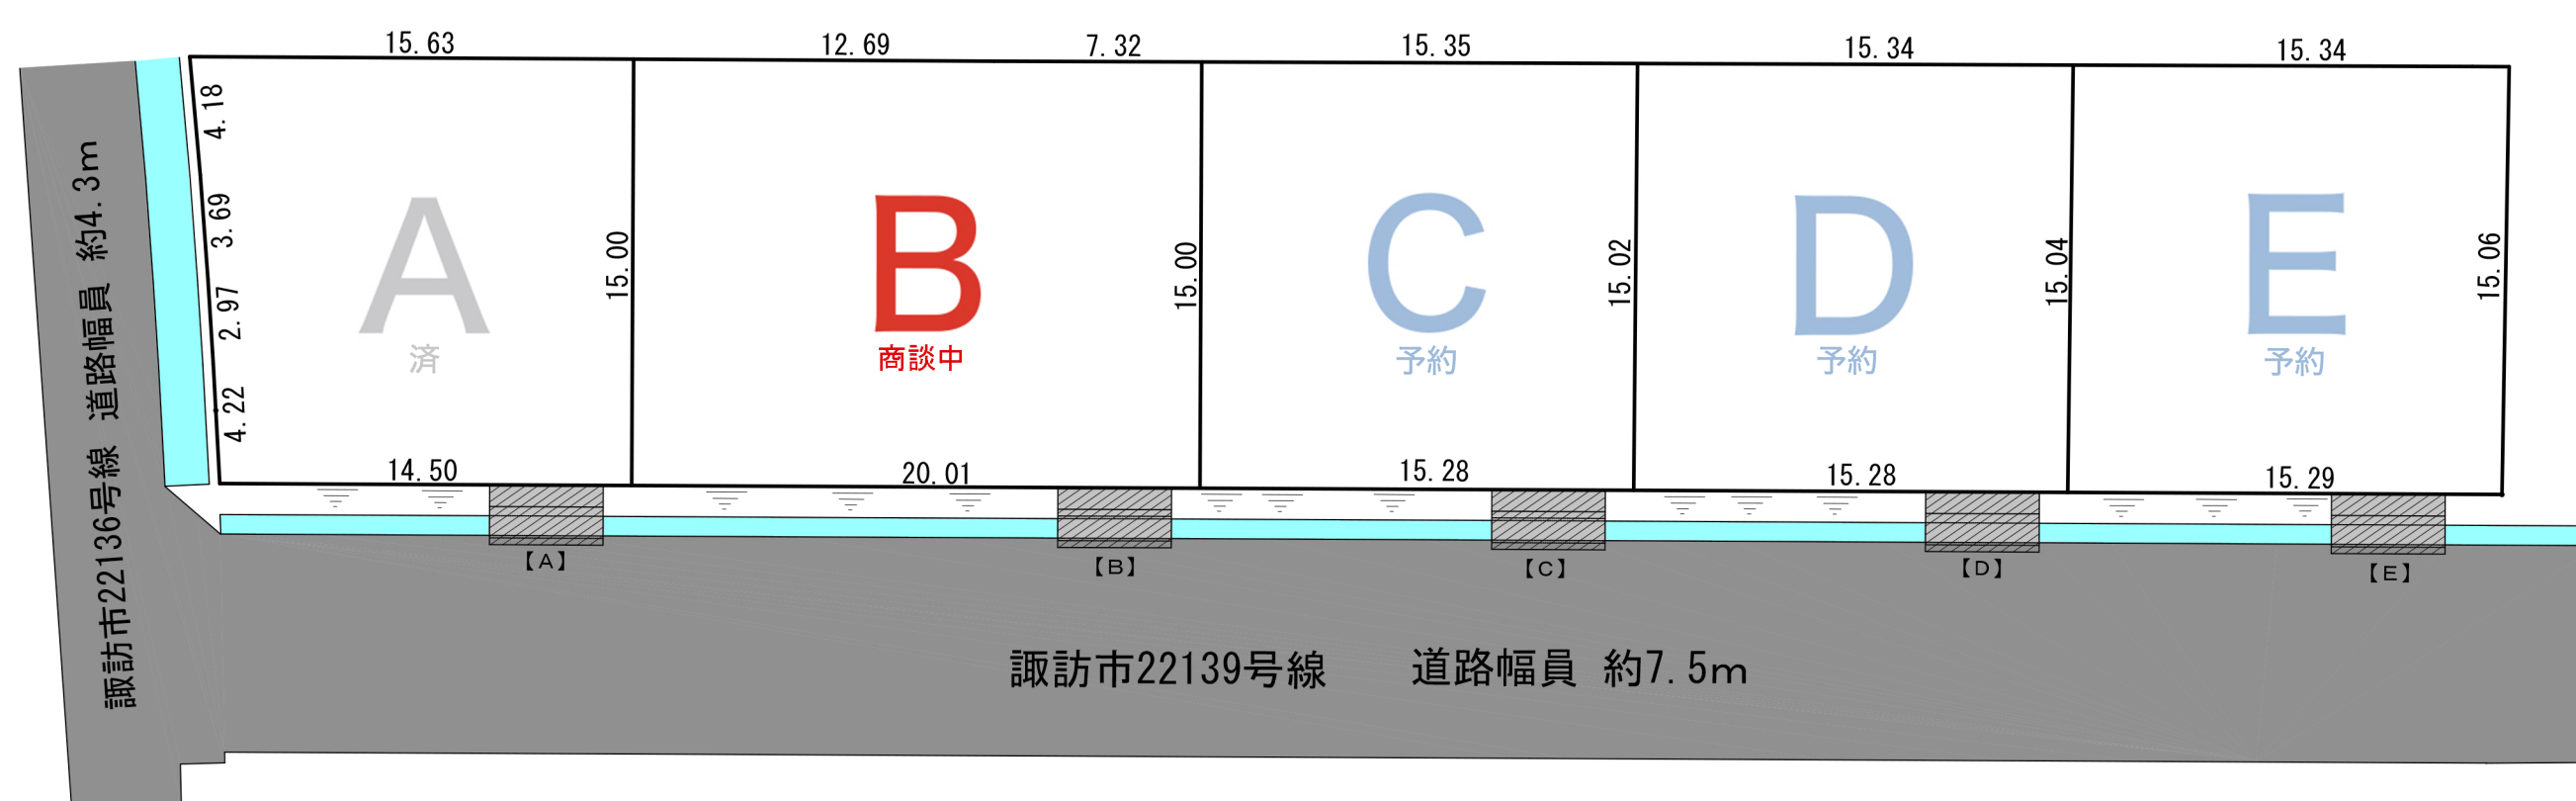 15.63
12.69
7.32
15.35
15.34
15.34
4.18
3.69
2.97
4.22
A
済
15.00
B
商談中
15.00
C
予約
15.02
D
予約
15.04
E
予約
15.06
14.50
20.01
15.28
15.28
15.29
【A】
【B】
【C】
【D】
【E】
諏訪市22136号線 道路幅員 約4.3m
諏訪市22139号線 道路幅員 約7.5m